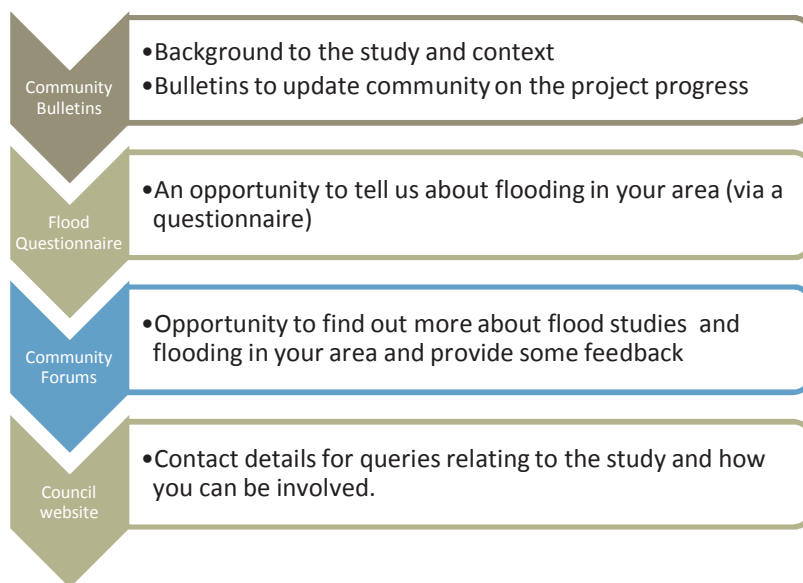 Community
Bulletins
•Background to the study and context
•Bulletins to update community on the project progress
Flood
Questionnaire
•An opportunity to tell us about flooding in your area (via a
questionnaire)
Community
Forums
•Opportunity to find out more about flood studies and
flooding in your area and provide some feedback
Council
website
•Contact details for queries relating to the study and how
you can be involved.